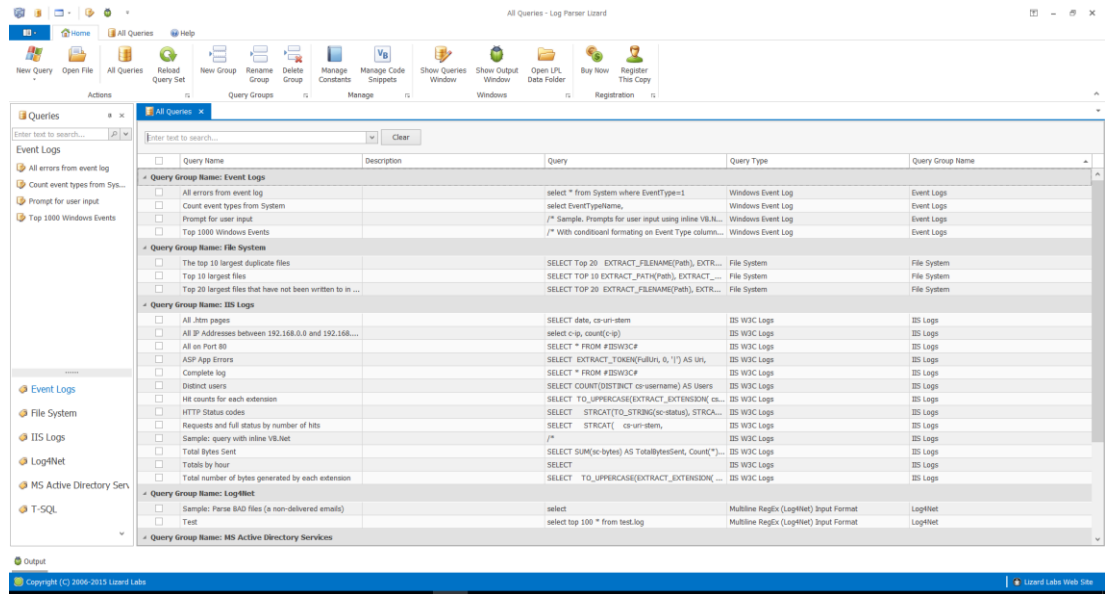 All Queries - Log Parser Lizard
Home All Queries Help
New Query Open File All Queries Reload Query Set New Group Rename Group Delete Group Manage Constants Manage Code Snippets Show Queries Window Show Output Window Open LPL Data Folder Buy Now Register This Copy
Actions Query Groups Manage Windows Registration
Queries
Enter text to search...
Event Logs
All errors from event log
Count event types from Sys...
Prompt for user input
Top 1000 Windows Events
Event Logs
File System
IIS Logs
Log4Net
MS Active Directory Serv
T-SQL
All Queries
Enter text to search... Clear
Query Name Description Query Query Type Query Group Name
Query Group Name: Event Logs
All errors from event log select * from System where EventType=1 Windows Event Log Event Logs
Count event types from System select EventTypeName, Windows Event Log Event Logs
Prompt for user input /* Sample. Prompts for user input using inline VB.N... Windows Event Log Event Logs
Top 1000 Windows Events /* With conditioanl formating on Event Type column... Windows Event Log Event Logs
Query Group Name: File System
The top 10 largest duplicate files SELECT Top 20 EXTRACT_FILENAME(Path), EXTR... File System File System
Top 10 largest files SELECT TOP 10 EXTRACT_PATH(Path), EXTRACT_... File System File System
Top 20 largest files that have not been written to in ... SELECT TOP 20 EXTRACT_FILENAME(Path), EXTR... File System File System
Query Group Name: IIS Logs
All .htm pages SELECT date, cs-uri-stem IIS W3C Logs IIS Logs
All IP Addresses between 192.168.0.0 and 192.168.... select c-ip, count(c-ip) IIS W3C Logs IIS Logs
All on Port 80 SELECT * FROM #IISW3C# IIS W3C Logs IIS Logs
ASP App Errors SELECT EXTRACT_TOKEN(FullUri, 0, '|') AS Uri, IIS W3C Logs IIS Logs
Complete log SELECT * FROM #IISW3C# IIS W3C Logs IIS Logs
Distinct users SELECT COUNT(DISTINCT cs-username) AS Users IIS W3C Logs IIS Logs
Hit counts for each extension SELECT TO_UPPERCASE(EXTRACT_EXTENSION( cs... IIS W3C Logs IIS Logs
HTTP Status codes SELECT STRCAT(TO_STRING(sc-status), STRCA... IIS W3C Logs IIS Logs
Requests and full status by number of hits SELECT STRCAT( cs-uri-stem, IIS W3C Logs IIS Logs
Sample: query with inline VB.Net /* IIS W3C Logs IIS Logs
Total Bytes Sent SELECT SUM(sc-bytes) AS TotalBytesSent, Count(*)... IIS W3C Logs IIS Logs
Totals by hour SELECT IIS W3C Logs IIS Logs
Total number of bytes generated by each extension SELECT TO_UPPERCASE(EXTRACT_EXTENSION( ... IIS W3C Logs IIS Logs
Query Group Name: Log4Net
Sample: Parse BAD files (a non-delivered emails) select Multiline RegEx (Log4Net) Input Format Log4Net
Test select top 100 * from test.log Multiline RegEx (Log4Net) Input Format Log4Net
Query Group Name: MS Active Directory Services
Output
Copyright (C) 2006-2015 Lizard Labs Lizard Labs Web Site